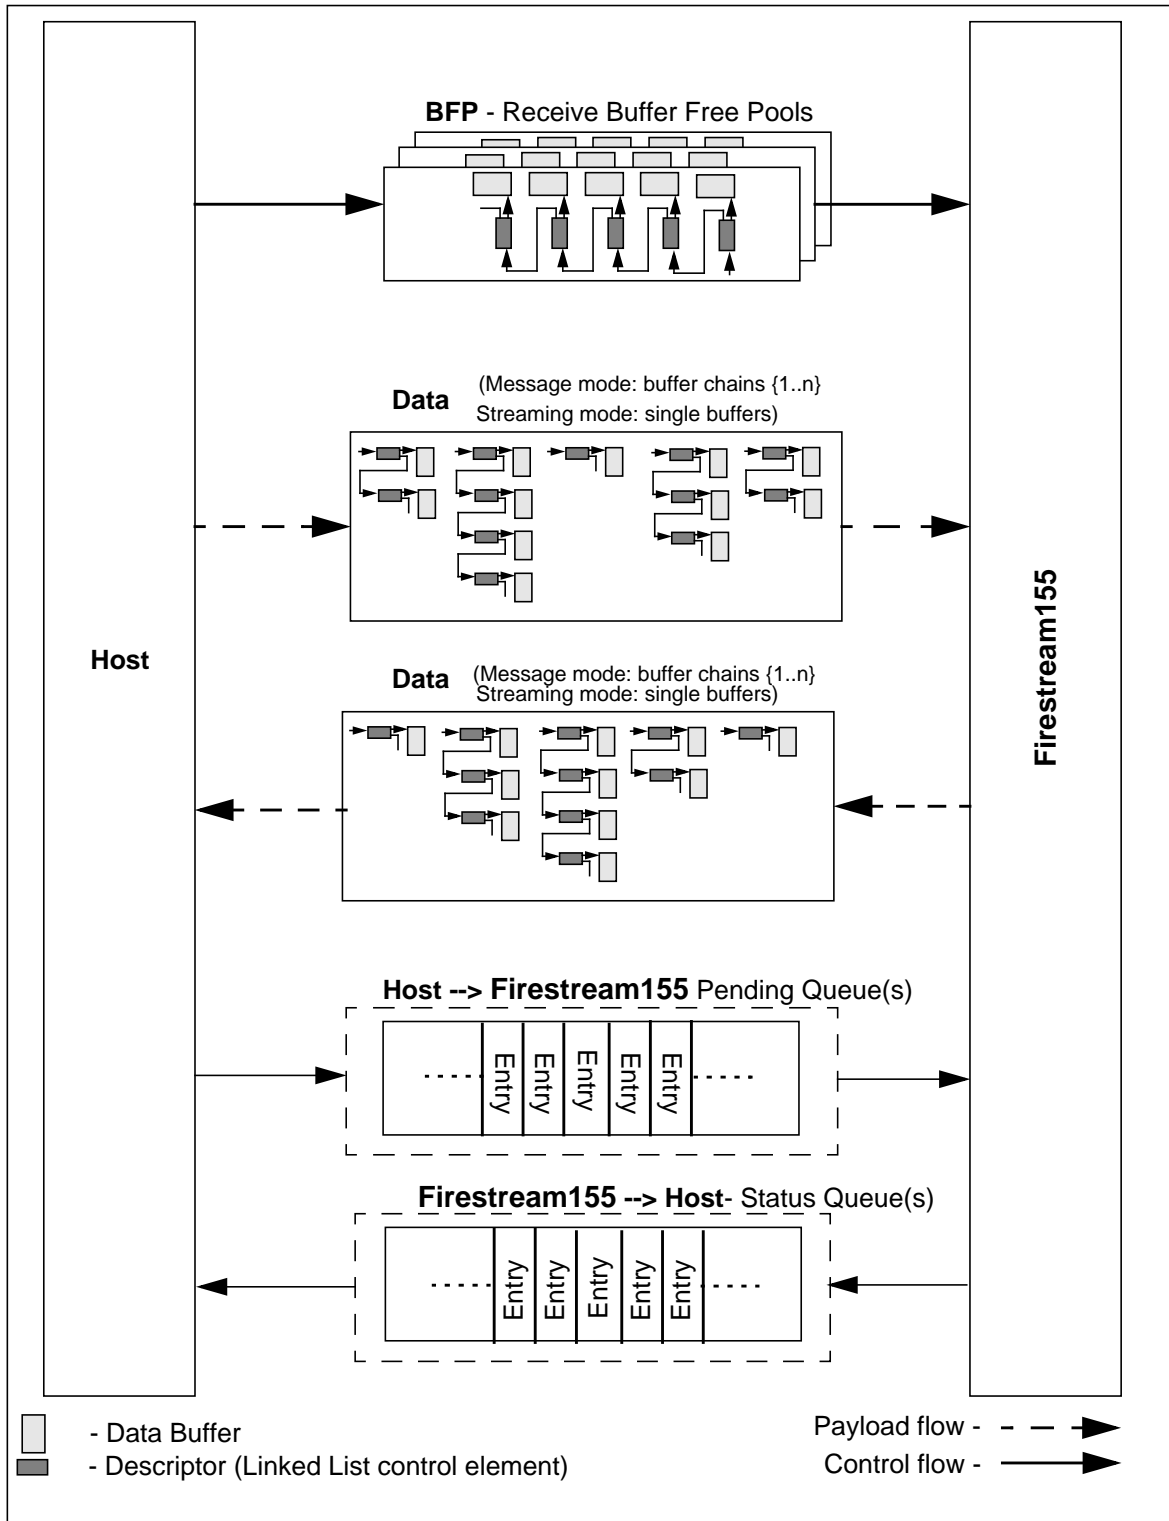 BFP - Receive Buffer Free Pools
Data (Message mode: buffer chains {1..n}
Streaming mode: single buffers)
Host
Firestream155
Data (Message mode: buffer chains {1..n}
Streaming mode: single buffers)
Host --> Firestream155 Pending Queue(s)
Entry Entry Entry Entry Entry
Firestream155 --> Host- Status Queue(s)
Entry Entry Entry Entry Entry
- Data Buffer
- Descriptor (Linked List control element)
Payload flow -
Control flow -